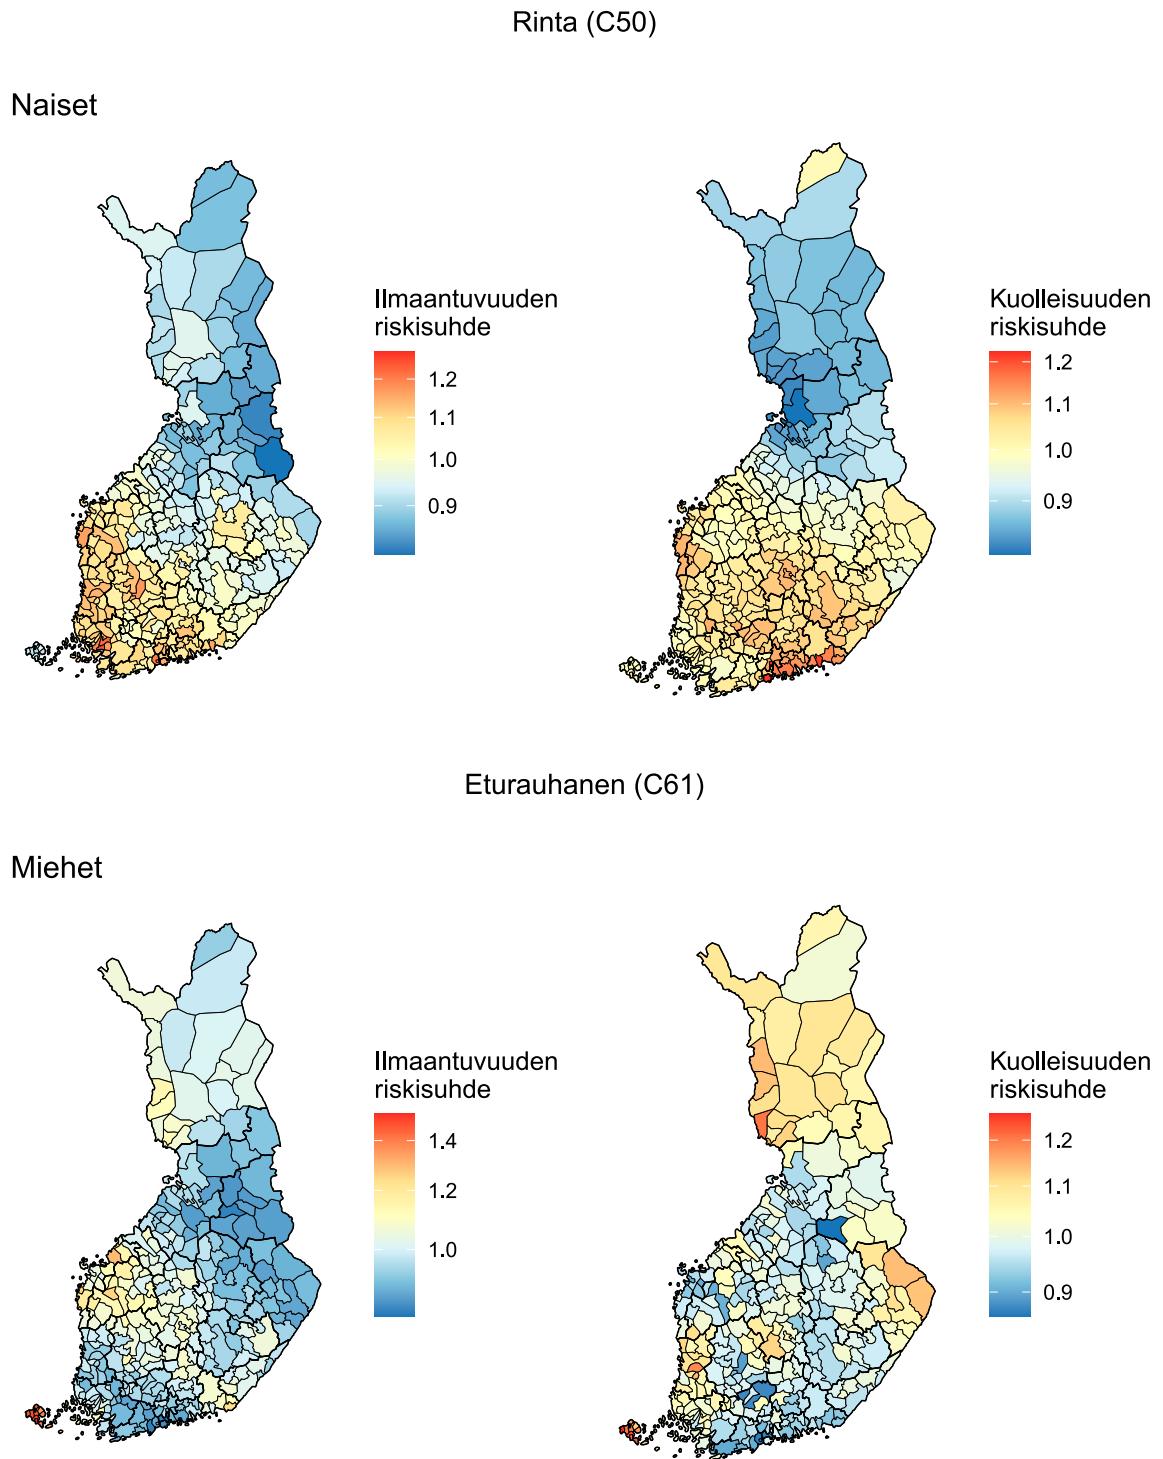 Rinta (C50)
Naiset
Ilmaantuvuuden
riskisuhde
1.2
1.1
1.0
0.9
Kuolleisuuden
riskisuhde
1.2
1.1
1.0
0.9
Eturauhanen (C61)
Miehet
Ilmaantuvuuden
riskisuhde
1.4
1.2
1.0
Kuolleisuuden
riskisuhde
1.2
1.1
1.0
0.9